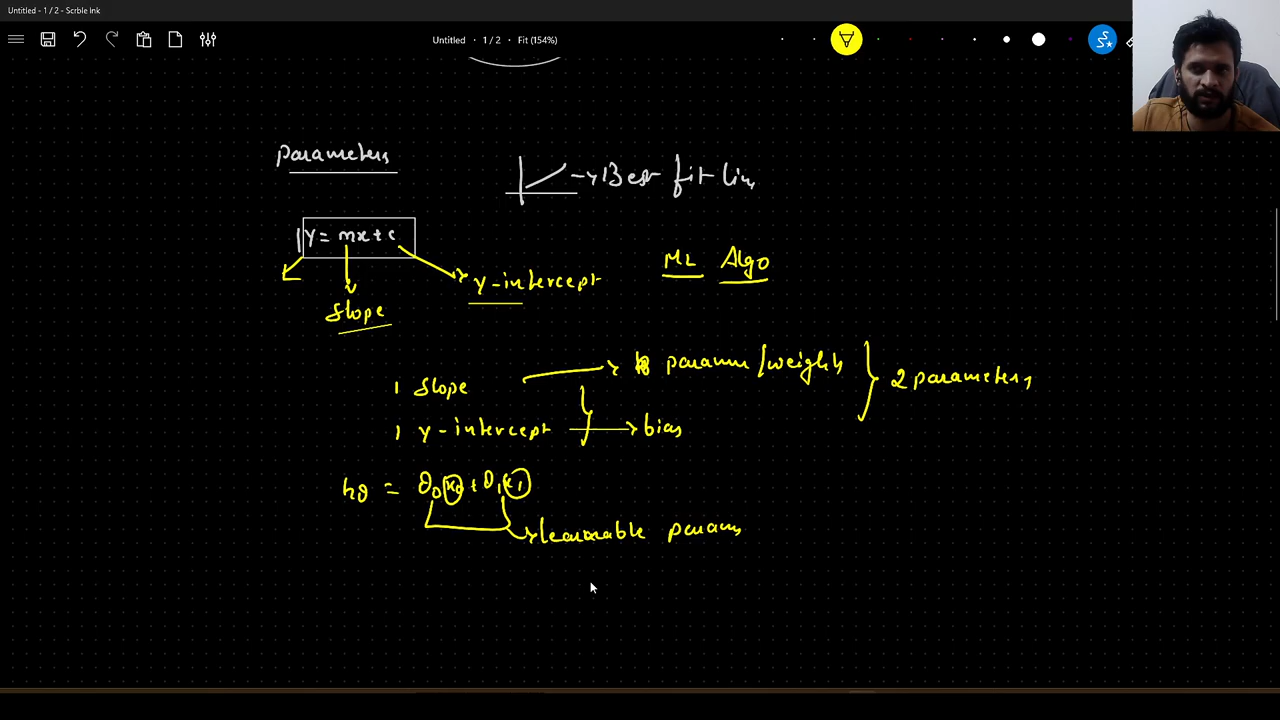 Untitled - 1 / 2 - Scrble Ink
Untitled • 1 / 2 • Fit (154%)
Parameters
Best fit Line
Y = mx + c
ML Algo
y-intercept
slope
param/weights
2 parameters
1 slope
1 y-intercept
bias
hθ = θ0x0 + θ1x1
learnable params